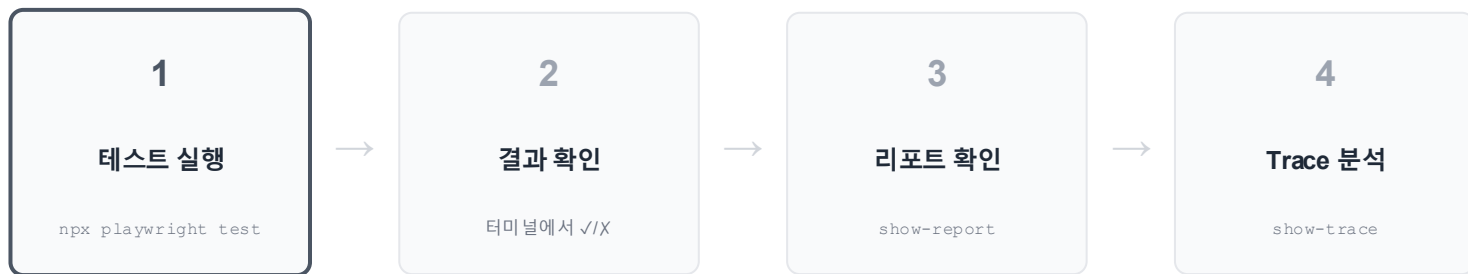 1
테스트 실행
npx playwright test
→
2
결과 확인
터미널에서 ✓/✗
→
3
리포트 확인
show-report
→
4
Trace 분석
show-trace